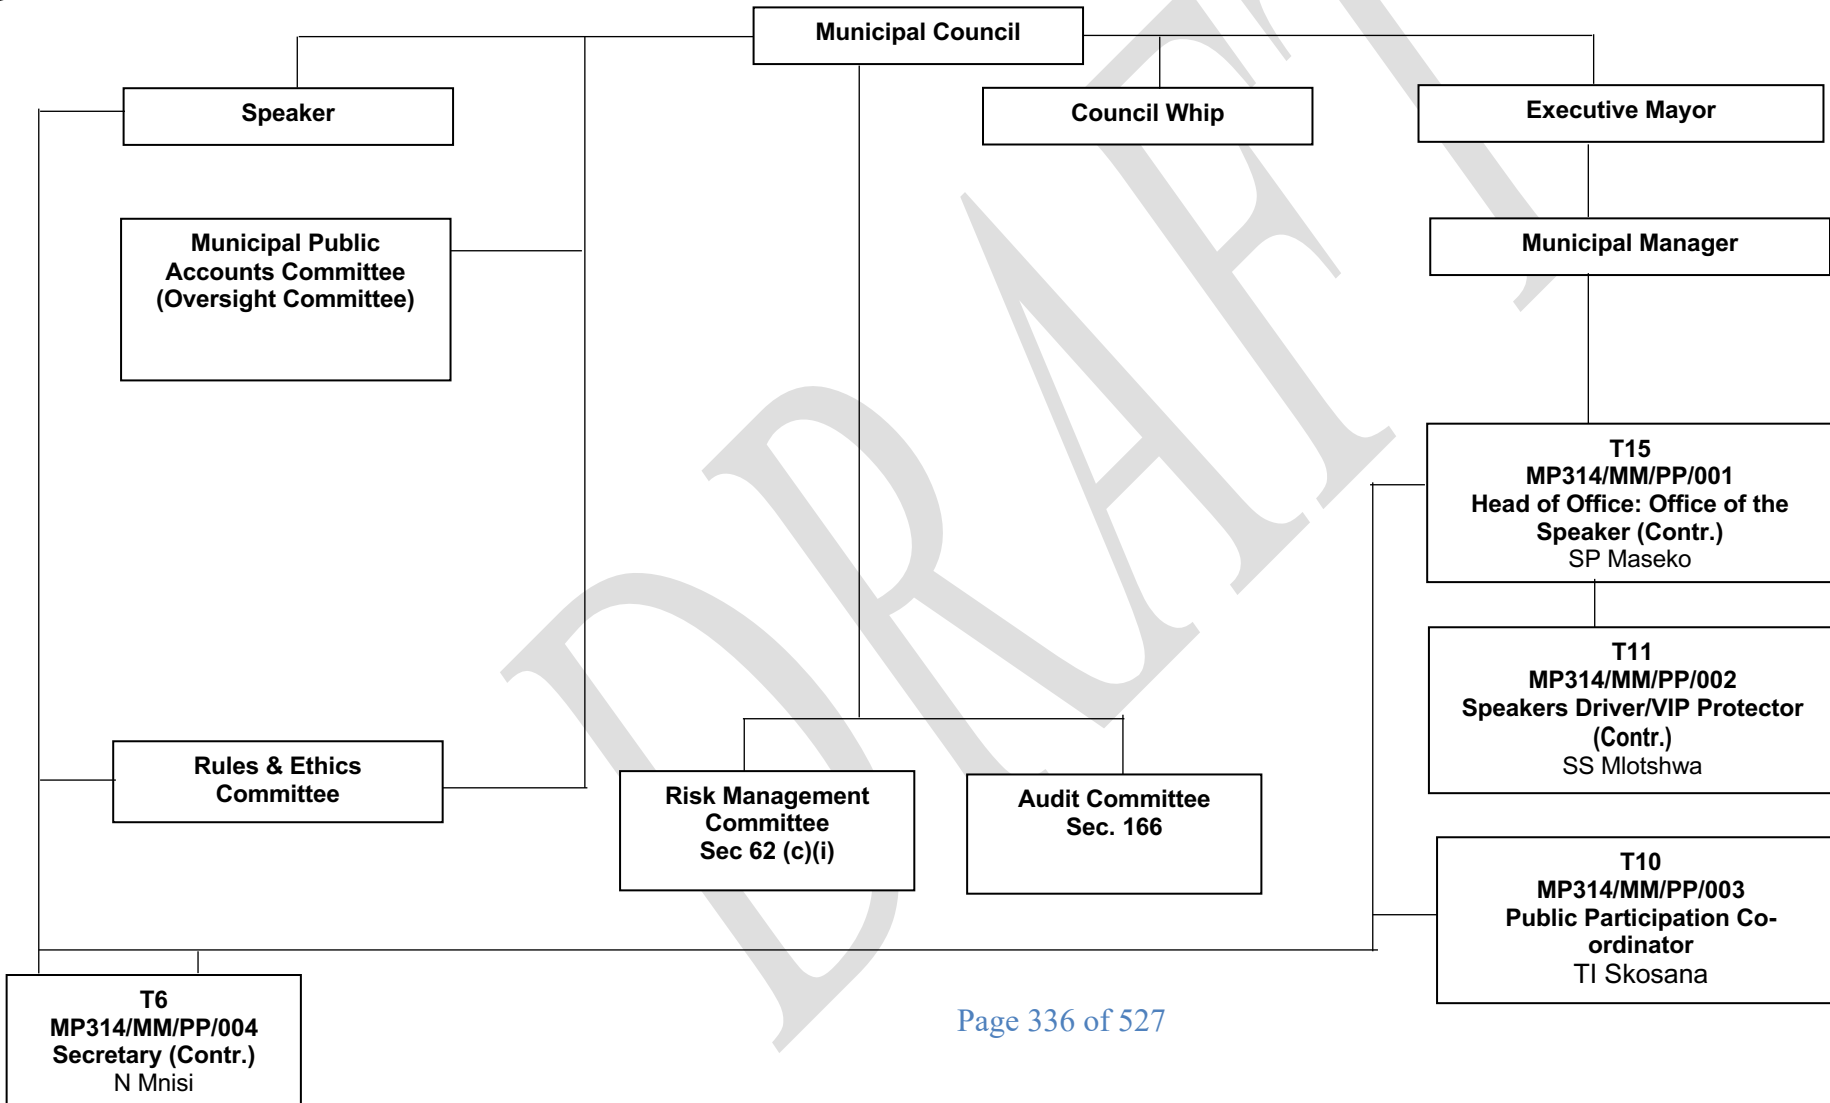 Municipal Council
Speaker
Council Whip
Executive Mayor
Municipal Public
Accounts Committee
(Oversight Committee)
Municipal Manager
T15
MP314/MM/PP/001
Head of Office: Office of the
Speaker (Contr.)
SP Maseko
T11
MP314/MM/PP/002
Speakers Driver/VIP Protector
(Contr.)
SS Mlotshwa
Rules & Ethics
Committee
Risk Management
Committee
Sec 62 (c)(i)
Audit Committee
Sec. 166
T10
MP314/MM/PP/003
Public Participation Co-
ordinator
TI Skosana
T6
MP314/MM/PP/004
Secretary (Contr.)
N Mnisi
Page 336 of 527
DRAFT